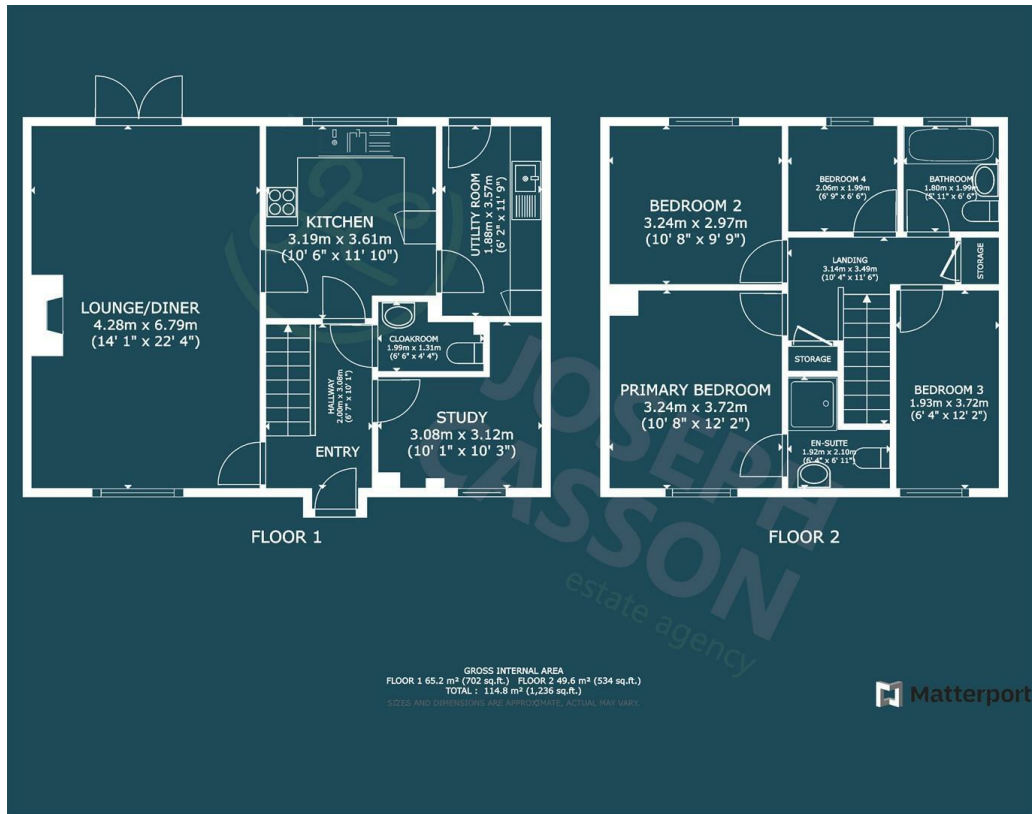 LOUNGE/DINER
4.28m x 6.79m
(14' 1" x 22' 4")
KITCHEN
3.19m x 3.61m
(10' 6" x 11' 10")
UTILITY ROOM
1.88m x 3.57m
(6' 2" x 11' 9")
CLOAKROOM
1.99m x 1.31m
(6' 6" x 4' 4")
HALLWAY
2.00m x 3.08m
(6' 7" x 10' 1")
ENTRY
STUDY
3.08m x 3.12m
(10' 1" x 10' 3")
FLOOR 1
BEDROOM 2
3.24m x 2.97m
(10' 8" x 9' 9")
BEDROOM 4
2.06m x 1.99m
(6' 9" x 6' 6")
BATHROOM
1.80m x 1.99m
(5' 11" x 6' 6")
LANDING
3.14m x 3.49m
(10' 4" x 11' 6")
STORAGE
STORAGE
PRIMARY BEDROOM
3.24m x 3.72m
(10' 8" x 12' 2")
BEDROOM 3
1.93m x 3.72m
(6' 4" x 12' 2")
EN-SUITE
1.92m x 2.10m
(6' 4" x 6' 11")
FLOOR 2
JOSEPH
CASSON
estate agency
GROSS INTERNAL AREA
FLOOR 1 65.2 m² (702 sq.ft.) FLOOR 2 49.6 m² (534 sq.ft.)
TOTAL : 114.8 m² (1,236 sq.ft.)
SIZES AND DIMENSIONS ARE APPROXIMATE, ACTUAL MAY VARY.
Matterport